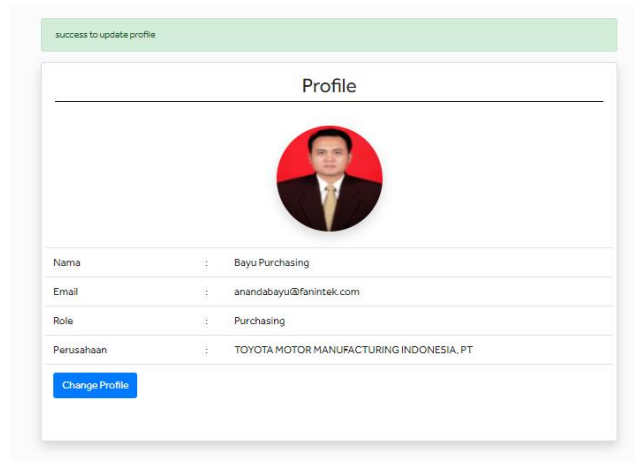 success to update profile
Profile
Nama : Bayu Purchasing
Email : anandabayu@fanintek.com
Role : Purchasing
Perusahaan : TOYOTA MOTOR MANUFACTURING INDONESIA, PT
Change Profile